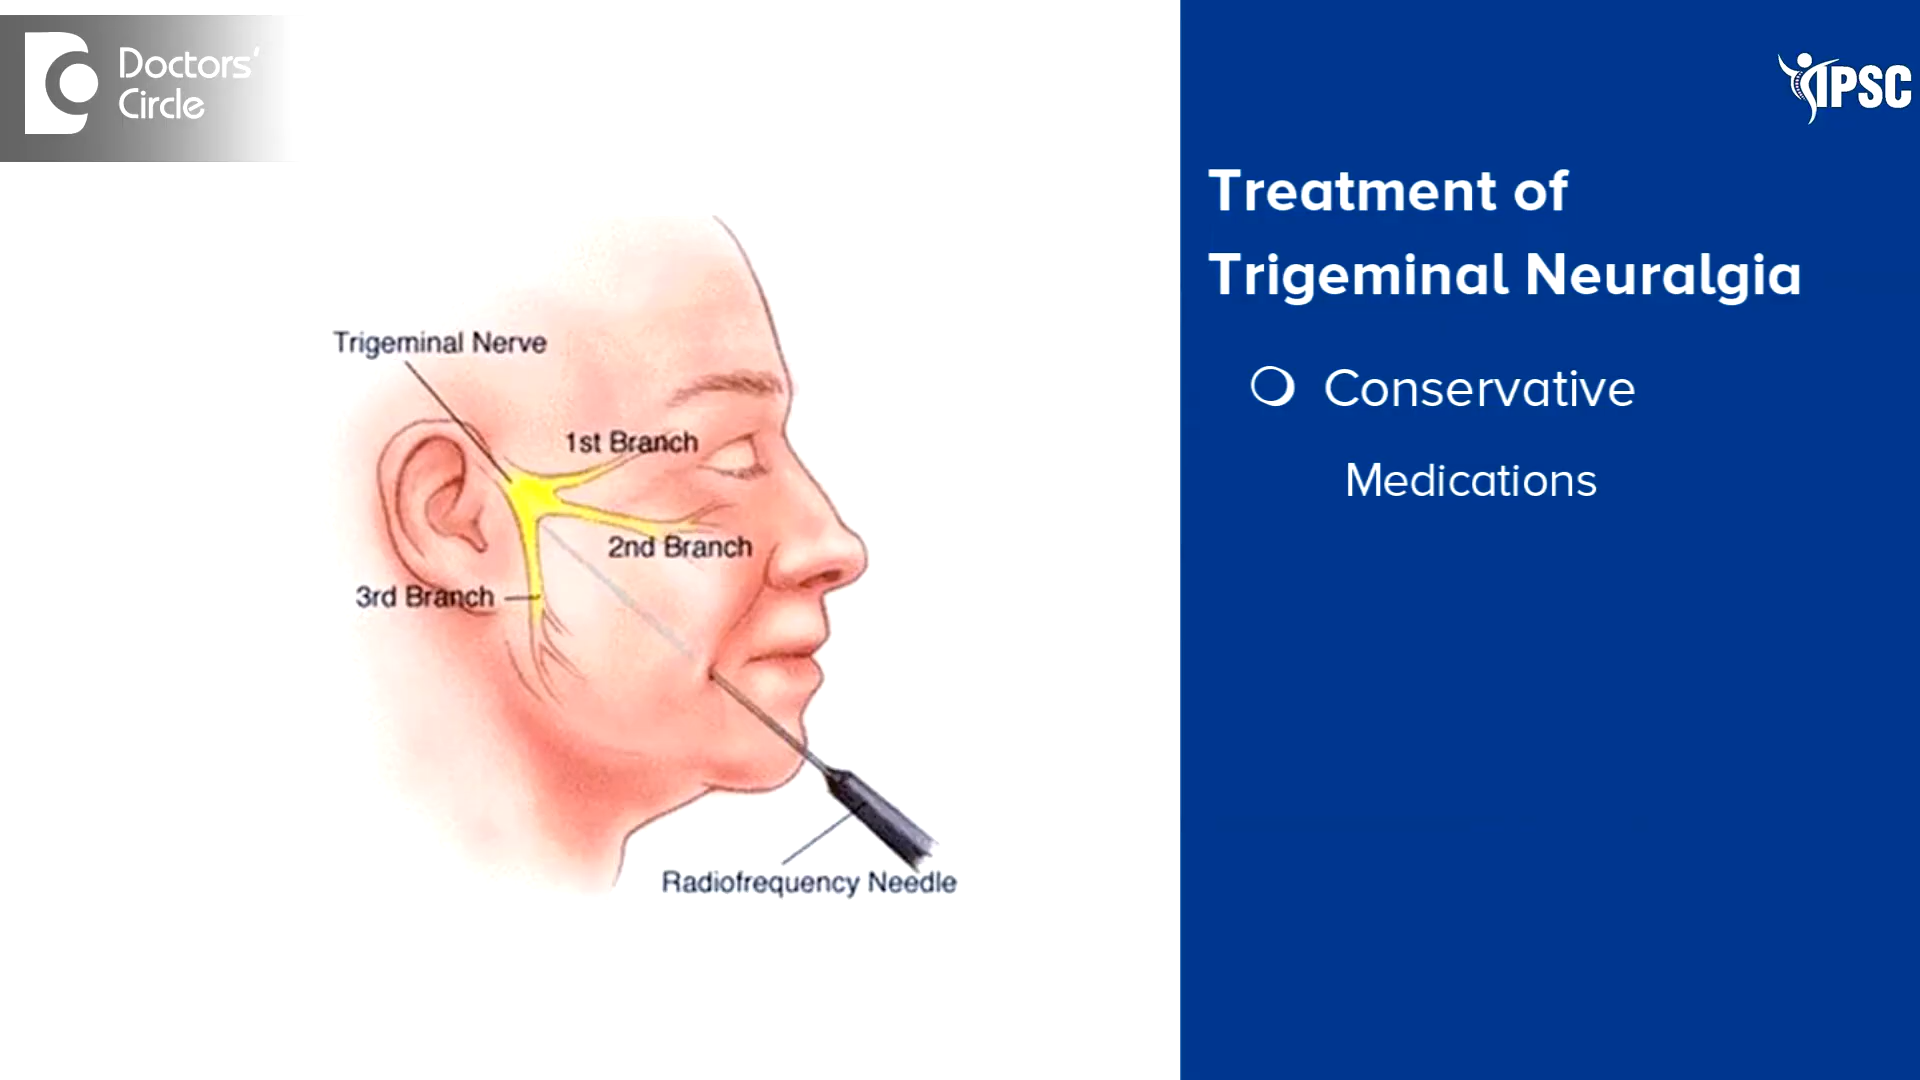 Doctors'
Circle
IPSC
Treatment of
Trigeminal Neuralgia
Conservative
Medications
Trigeminal Nerve
1st Branch
2nd Branch
3rd Branch
Radiofrequency Needle